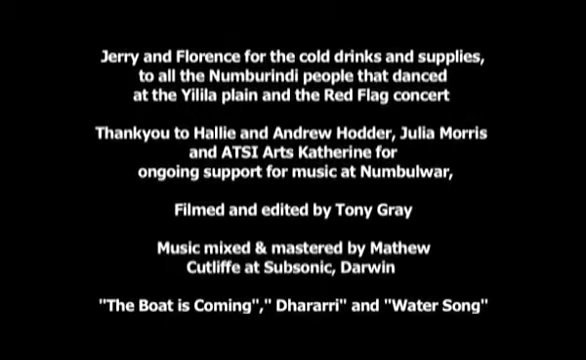 Jerry and Florence for the cold drinks and supplies,
to all the Numburindi people that danced
at the Yilila plain and the Red Flag concert
Thankyou to Hallie and Andrew Hodder, Julia Morris
and ATSI Arts Katherine for
ongoing support for music at Numbulwar,
Filmed and edited by Tony Gray
Music mixed & mastered by Mathew
Cutliffe at Subsonic, Darwin
"The Boat is Coming"," Dhararri" and "Water Song"